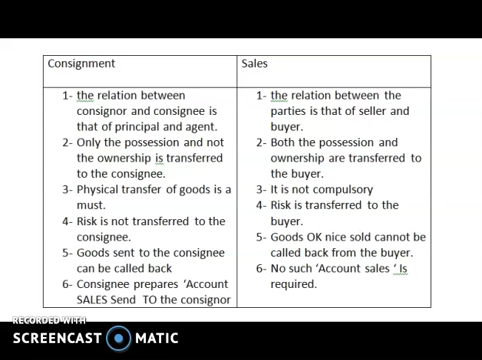 Consignment
1- the relation between
consignor and consignee is
that of principal and agent.
2- Only the possession and not
the ownership is transferred
to the consignee.
3- Physical transfer of goods is a
must.
4- Risk is not transferred to the
consignee.
5- Goods sent to the consignee
can be called back
6- Consignee prepares ‘Account
SALES Send TO the consignor
Sales
1- the relation between the
parties is that of seller and
buyer.
2- Both the possession and
ownership are transferred to
the buyer.
3- It is not compulsory
4- Risk is transferred to the
buyer.
5- Goods OK nice sold cannot be
called back from the buyer.
6- No such ‘Account sales ‘ Is
required.
RECORDED WITH
SCREENCAST MATIC